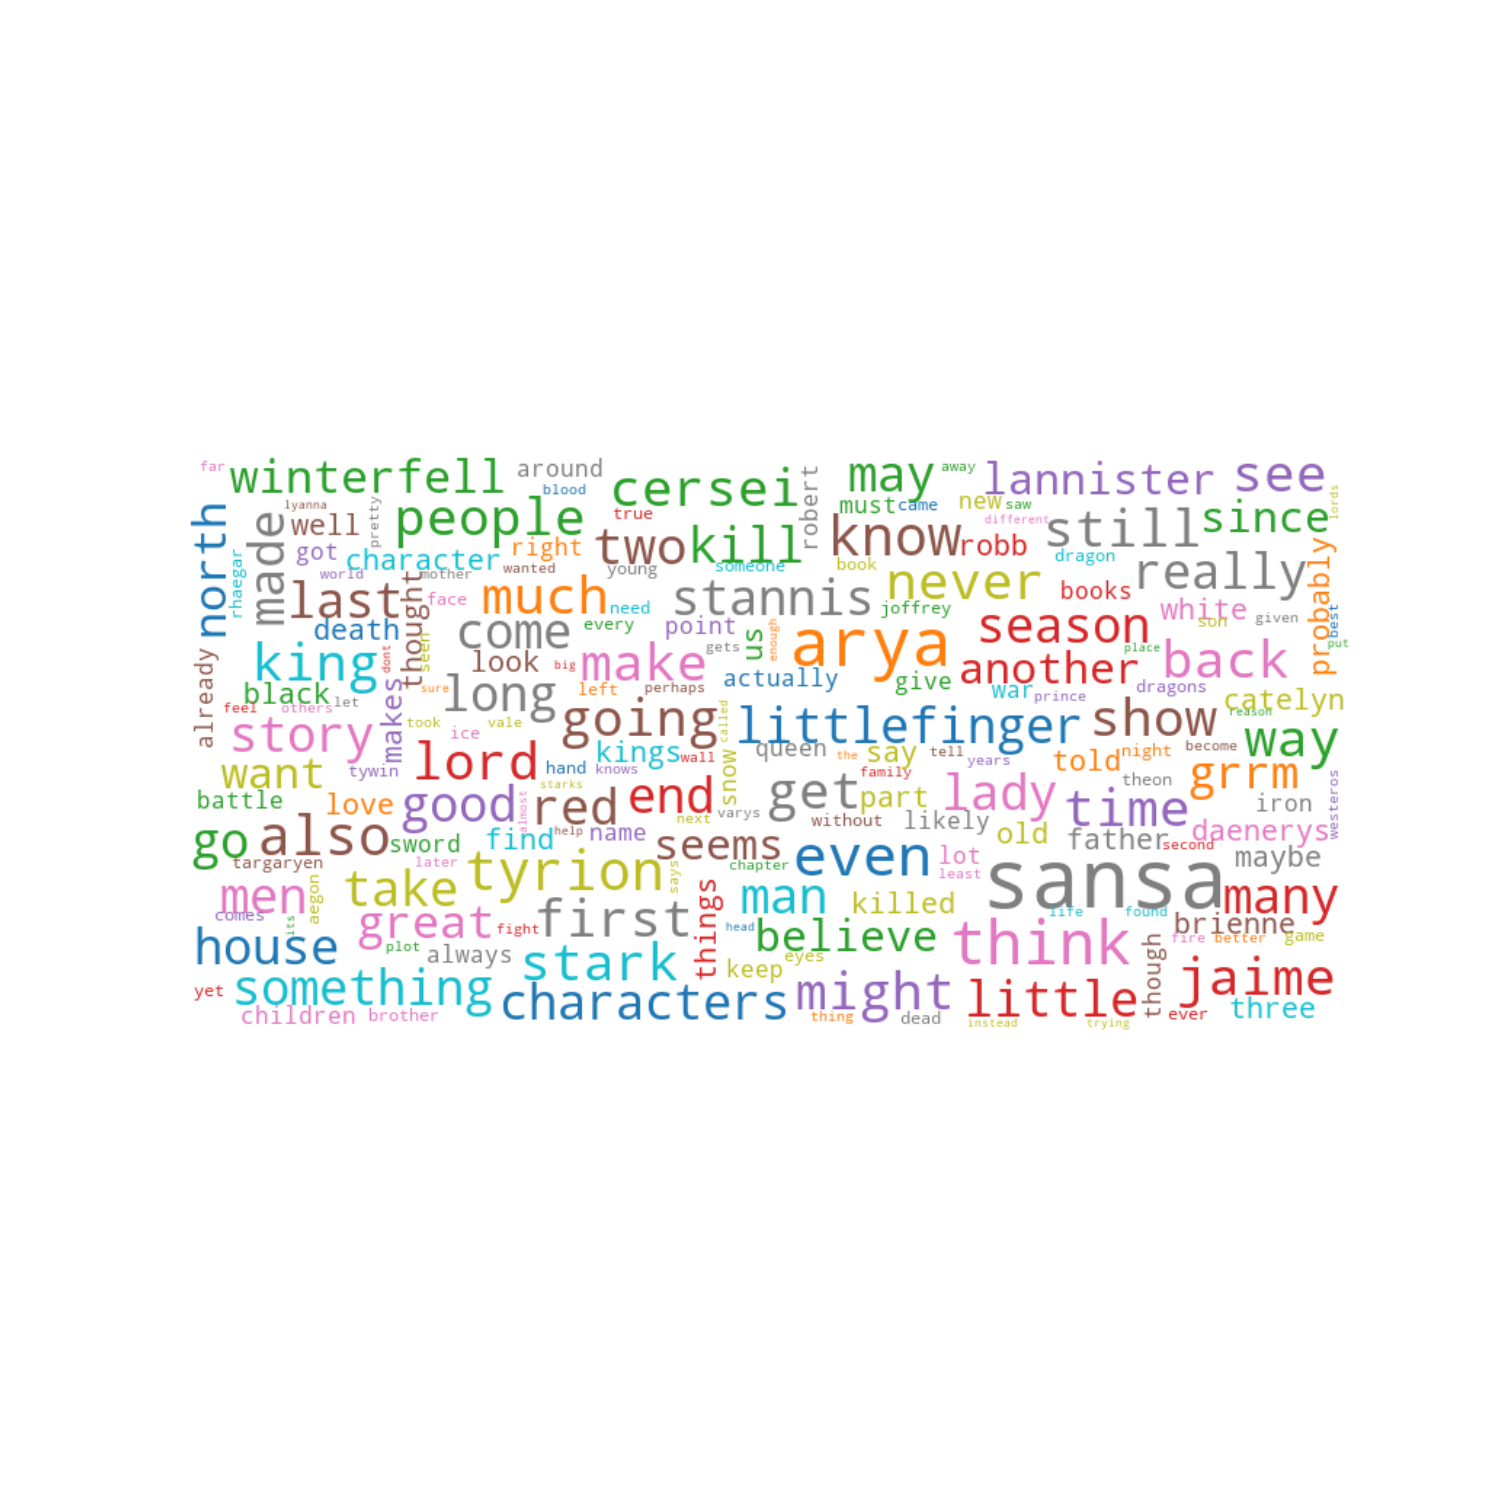 far
winterfell
around
cersei
may
away
lannister
see
blood
lyanna
pretty
robert
must
came
new
saw
lords
north
made
well
people
true
two
kill
know
different
still
since
got
character
right
robb
dragon
really
probably
rhaegar
world
mother
wanted
young
someone
book
never
books
last
thought
face
much
need
stannis
joffrey
white
son
given
best
death
come
every
point
us
enough
arya
season
place
put
king
dont
seen
look
big
make
gets
another
back
already
black
let
sure
long
left
perhaps
actually
give
war
prince
dragons
catelyn
feel
others
makes
took
vale
going
called
littlefinger
show
reason
story
ice
way
want
tywin
lord
hand
knows
kings
wall
snow
queen
the
say
tell
years
told
night
become
grrm
battle
love
good
almost
starks
red
end
family
get
part
lady
time
theon
iron
westeros
next
varys
without
likely
go
also
sword
find
help
name
seems
old
father
second
daenerys
targaryen
later
tyrion
says
chapter
even
lot
least
maybe
men
aegon
take
man
killed
sansa
many
comes
its
great
fight
first
things
head
life
found
brienne
house
plot
always
stark
believe
think
though
fire
better
game
keep
eyes
yet
something
characters
might
little
jaime
children
brother
thing
dead
instead
trying
ever
three